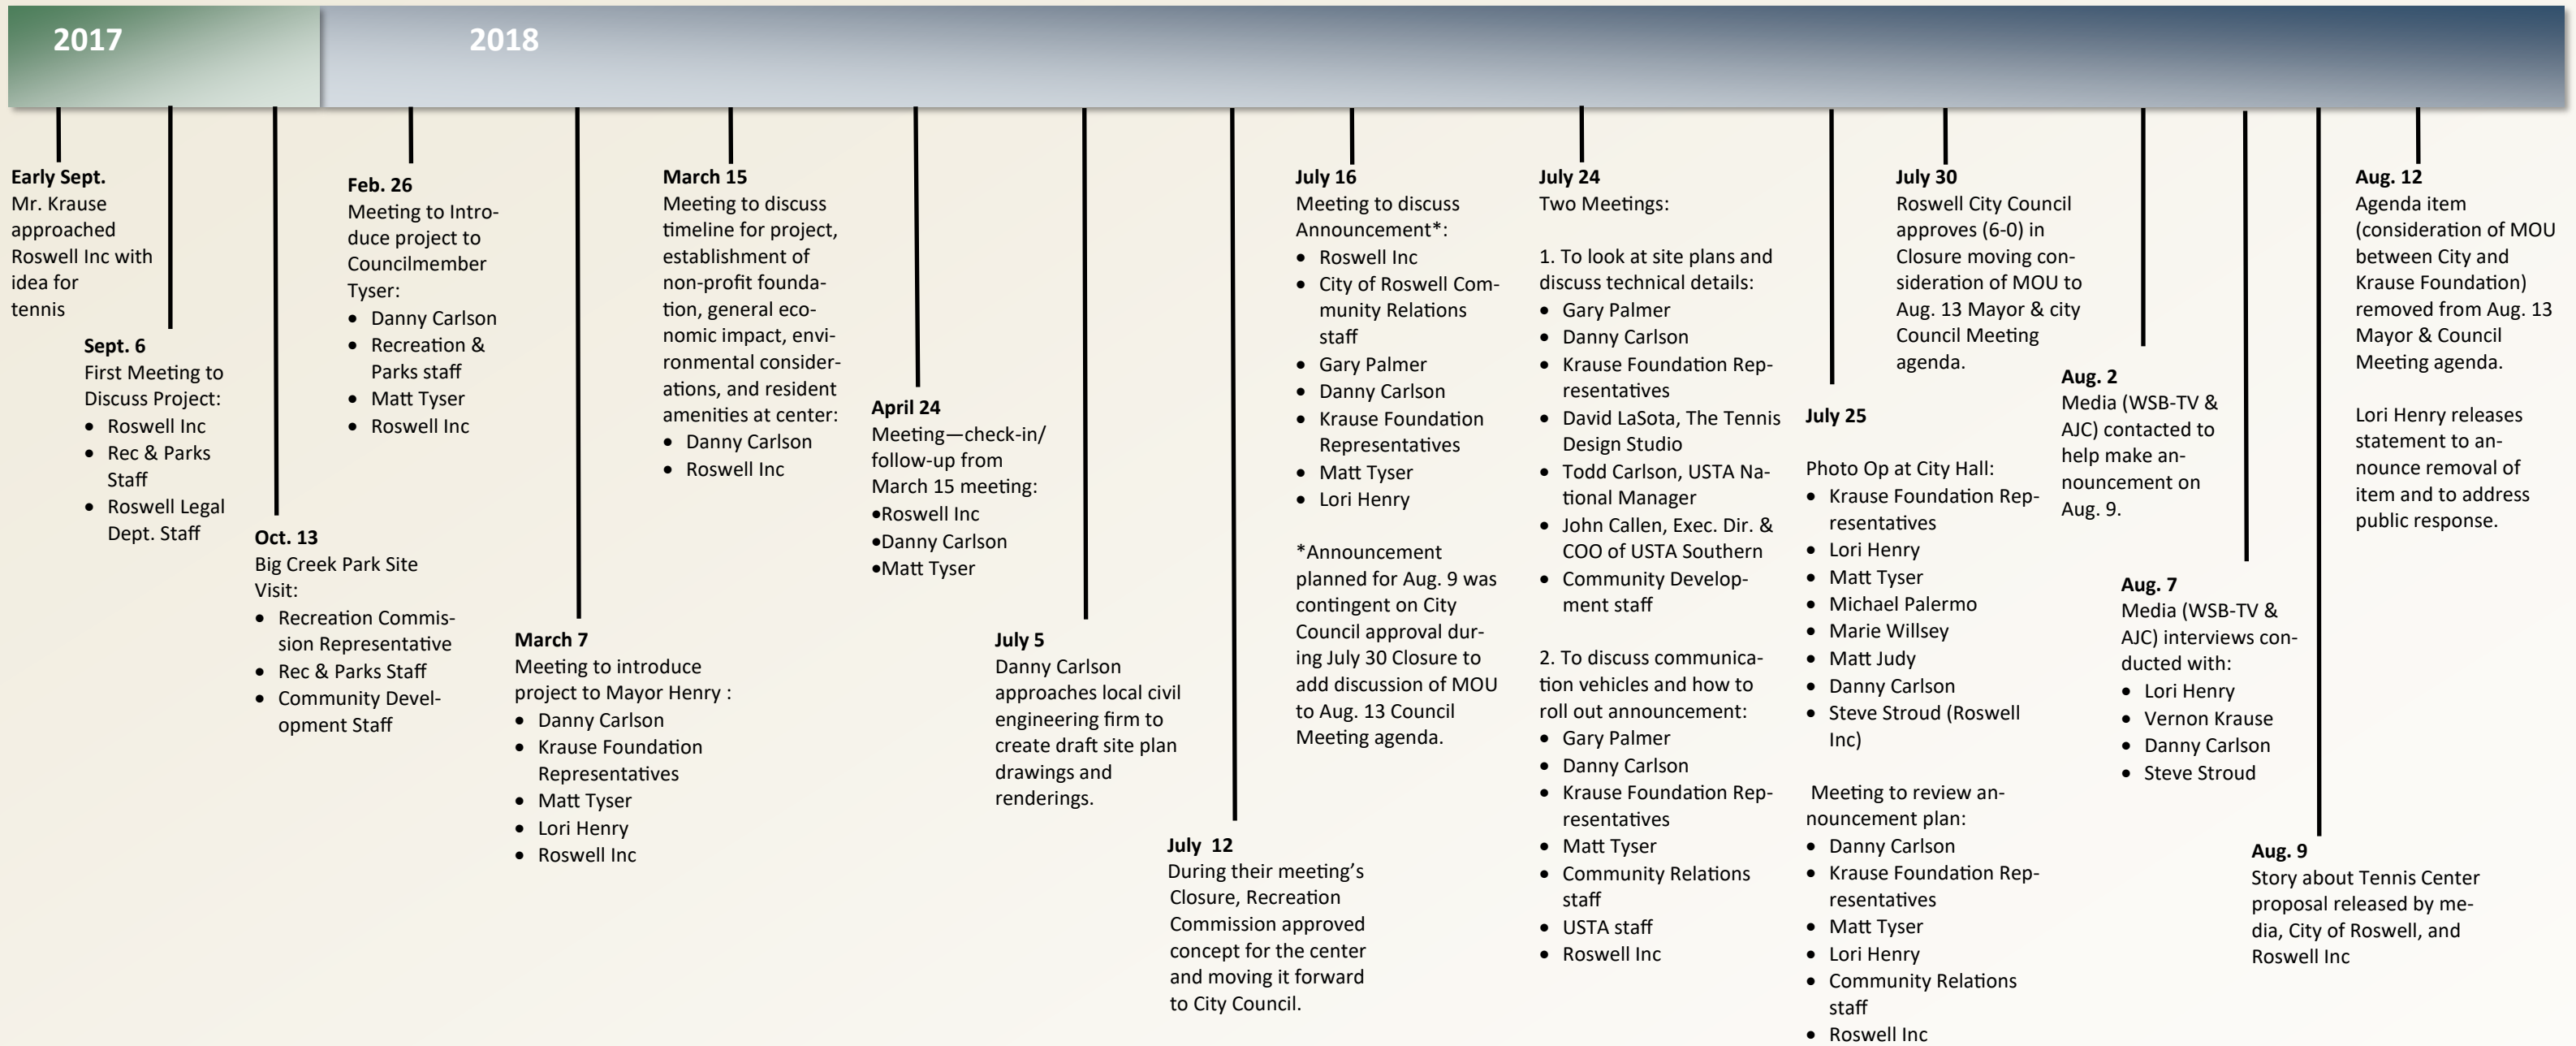 2017
2018
Early Sept.
Mr. Krause
approached
Roswell Inc with
idea for
tennis
Sept. 6
First Meeting to
Discuss Project:
• Roswell Inc
• Rec & Parks
Staff
• Roswell Legal
Dept. Staff
Oct. 13
Big Creek Park Site
Visit:
• Recreation Commis-
sion Representative
• Rec & Parks Staff
• Community Devel-
opment Staff
Feb. 26
Meeting to Intro-
duce project to
Councilmember
Tyser:
• Danny Carlson
• Recreation &
Parks staff
• Matt Tyser
• Roswell Inc
March 7
Meeting to introduce
project to Mayor Henry :
• Danny Carlson
• Krause Foundation
Representatives
• Matt Tyser
• Lori Henry
• Roswell Inc
March 15
Meeting to discuss
timeline for project,
establishment of
non-profit founda-
tion, general eco-
nomic impact, envi-
ronmental consider-
ations, and resident
amenities at center:
• Danny Carlson
• Roswell Inc
April 24
Meeting—check-in/
follow-up from
March 15 meeting:
•Roswell Inc
•Danny Carlson
•Matt Tyser
July 5
Danny Carlson
approaches local civil
engineering firm to
create draft site plan
drawings and
renderings.
July 12
During their meeting’s
Closure, Recreation
Commission approved
concept for the center
and moving it forward
to City Council.
July 16
Meeting to discuss
Announcement*:
• Roswell Inc
• City of Roswell Com-
munity Relations
staff
• Gary Palmer
• Danny Carlson
• Krause Foundation
Representatives
• Matt Tyser
• Lori Henry
*Announcement
planned for Aug. 9 was
contingent on City
Council approval dur-
ing July 30 Closure to
add discussion of MOU
to Aug. 13 Council
Meeting agenda.
July 24
Two Meetings:
1. To look at site plans and
discuss technical details:
• Gary Palmer
• Danny Carlson
• Krause Foundation Rep-
resentatives
• David LaSota, The Tennis
Design Studio
• Todd Carlson, USTA Na-
tional Manager
• John Callen, Exec. Dir. &
COO of USTA Southern
• Community Develop-
ment staff
2. To discuss communica-
tion vehicles and how to
roll out announcement:
• Gary Palmer
• Danny Carlson
• Krause Foundation Rep-
resentatives
• Matt Tyser
• Community Relations
staff
• USTA staff
• Roswell Inc
July 25
Photo Op at City Hall:
• Krause Foundation Rep-
resentatives
• Lori Henry
• Matt Tyser
• Michael Palermo
• Marie Willsey
• Matt Judy
• Danny Carlson
• Steve Stroud (Roswell
Inc)
Meeting to review an-
nouncement plan:
• Danny Carlson
• Krause Foundation Rep-
resentatives
• Matt Tyser
• Lori Henry
• Community Relations
staff
• Roswell Inc
July 30
Roswell City Council
approves (6-0) in
Closure moving con-
sideration of MOU to
Aug. 13 Mayor & city
Council Meeting
agenda.
Aug. 2
Media (WSB-TV &
AJC) contacted to
help make an-
nouncement on
Aug. 9.
Aug. 7
Media (WSB-TV &
AJC) interviews con-
ducted with:
• Lori Henry
• Vernon Krause
• Danny Carlson
• Steve Stroud
Aug. 9
Story about Tennis Center
proposal released by me-
dia, City of Roswell, and
Roswell Inc
Aug. 12
Agenda item
(consideration of MOU
between City and
Krause Foundation)
removed from Aug. 13
Mayor & Council
Meeting agenda.
Lori Henry releases
statement to an-
nounce removal of
item and to address
public response.